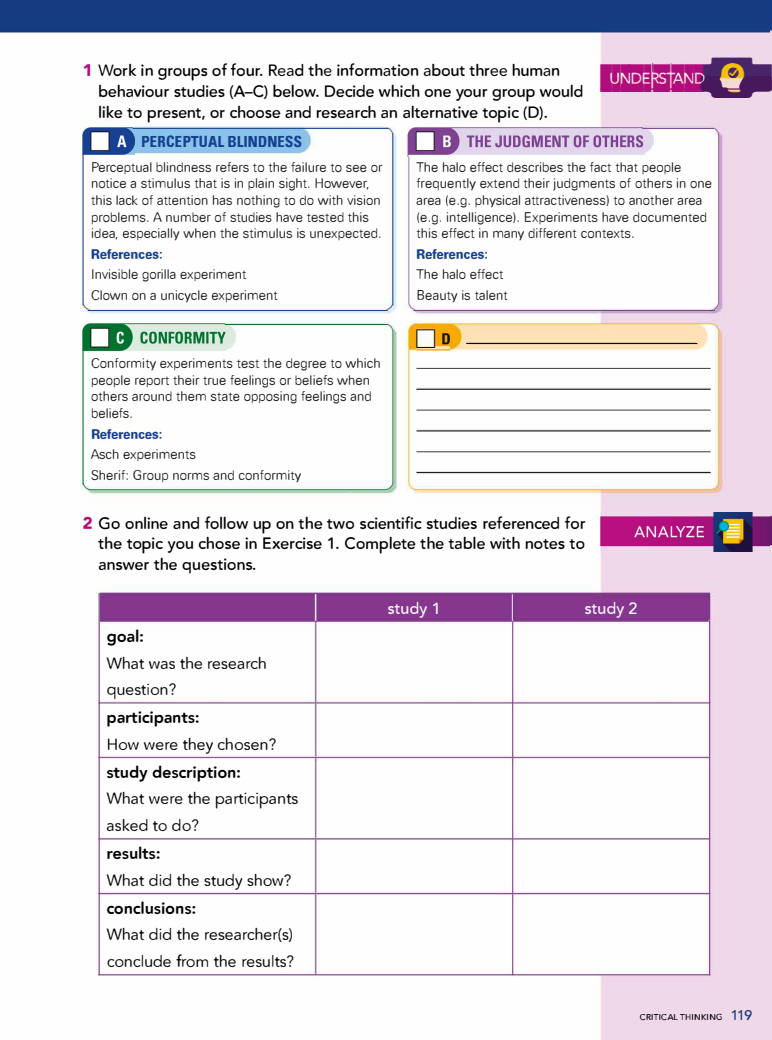 1 Work in groups of four. Read the information about three human
behaviour studies (A–C) below. Decide which one your group would
like to present, or choose and research an alternative topic (D).
UNDERSTAND
A PERCEPTUAL BLINDNESS
Perceptual blindness refers to the failure to see or
notice a stimulus that is in plain sight. However,
this lack of attention has nothing to do with vision
problems. A number of studies have tested this
idea, especially when the stimulus is unexpected.
References:
Invisible gorilla experiment
Clown on a unicycle experiment
B THE JUDGMENT OF OTHERS
The halo effect describes the fact that people
frequently extend their judgments of others in one
area (e.g. physical attractiveness) to another area
(e.g. intelligence). Experiments have documented
this effect in many different contexts.
References:
The halo effect
Beauty is talent
C CONFORMITY
Conformity experiments test the degree to which
people report their true feelings or beliefs when
others around them state opposing feelings and
beliefs.
References:
Asch experiments
Sherif: Group norms and conformity
D
2 Go online and follow up on the two scientific studies referenced for
the topic you chose in Exercise 1. Complete the table with notes to
answer the questions.
ANALYZE
study 1 study 2
goal:
What was the research
question?
participants:
How were they chosen?
study description:
What were the participants
asked to do?
results:
What did the study show?
conclusions:
What did the researcher(s)
conclude from the results?
CRITICAL THINKING 119